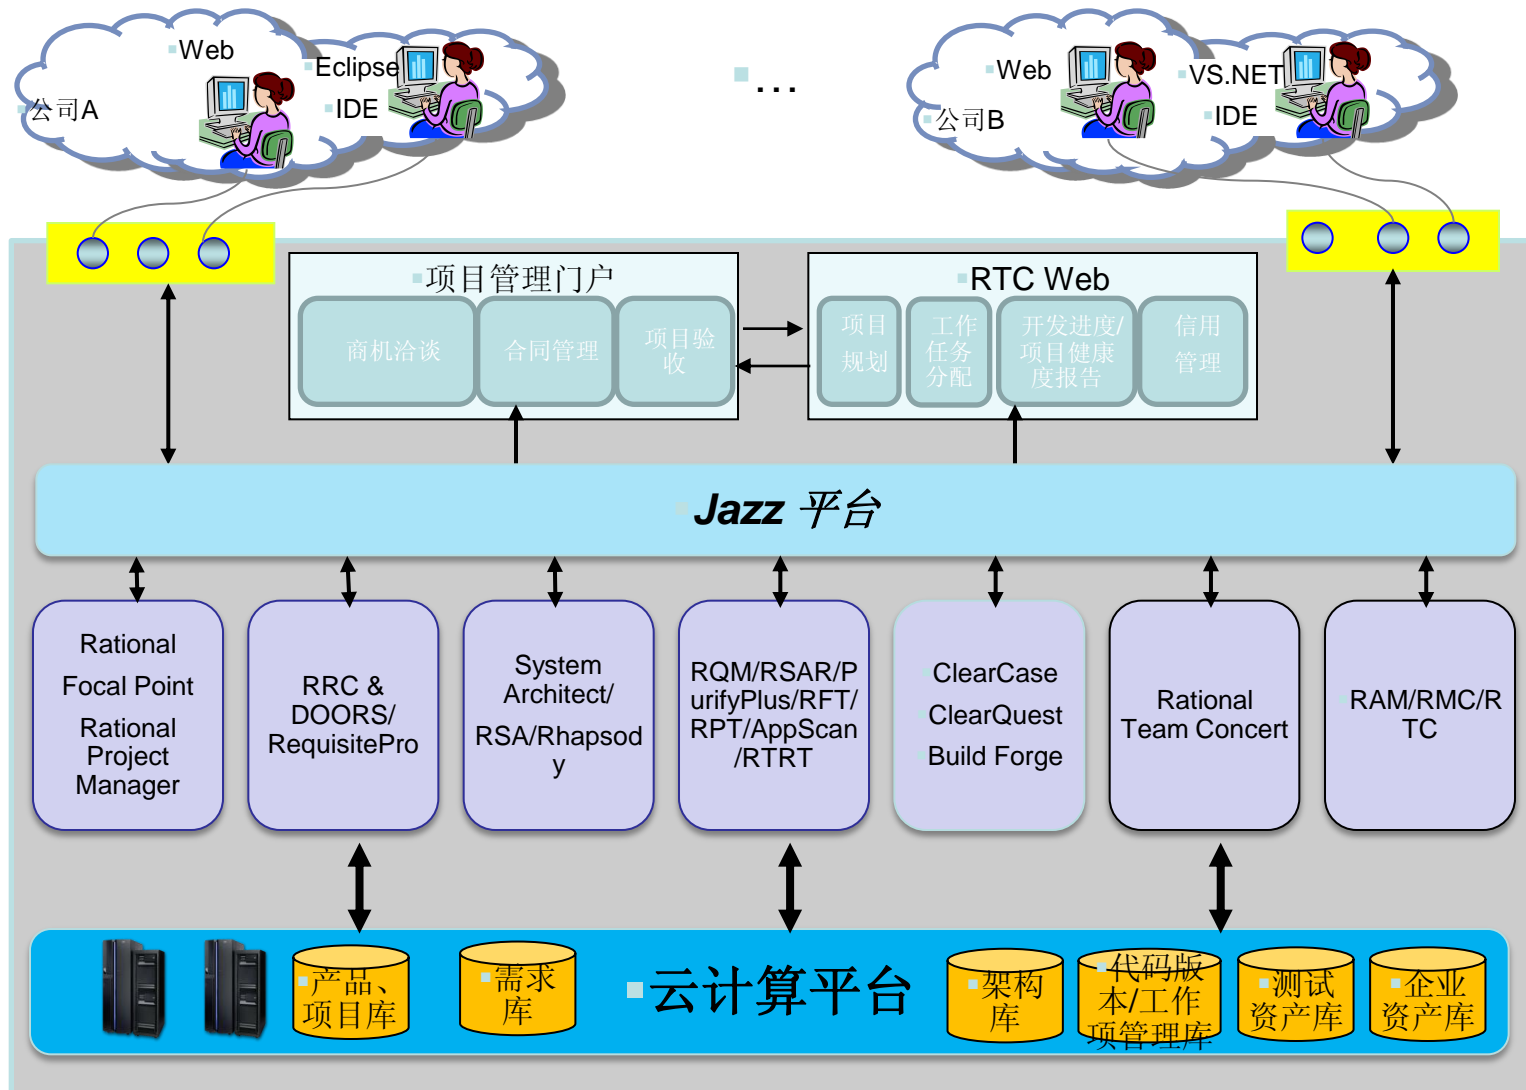 Web
Eclipse
公司A
IDE
...
Web
VS.NET
公司B
IDE
项目管理门户
商机洽谈
合同管理
项目验
收
RTC Web
项目
规划
工作
任务
分配
开发进度/
项目健康
度报告
信用
管理
Jazz 平台
Rational
Focal Point
Rational
Project
Manager
RRC &
DOORS/
RequisitePro
System
Architect/
RSA/Rhapsod
y
RQM/RSAR/P
urifyPlus/RFT/
RPT/AppScan
/RTRT
ClearCase
ClearQuest
Build Forge
Rational
Team Concert
RAM/RMC/R
TC
产品、
项目库
需求
库
云计算平台
架构
库
代码版
本/工作
项管理库
测试
资产库
企业
资产库